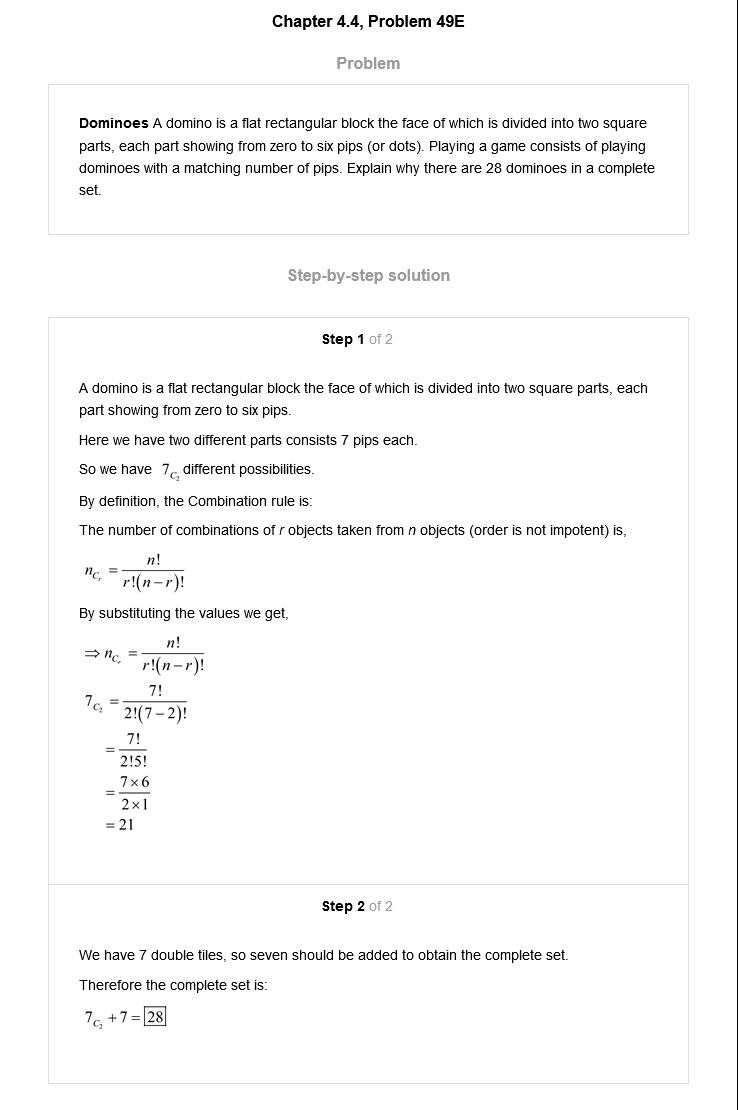 Chapter 4.4, Problem 49E
Problem
Dominoes A domino is a flat rectangular block the face of which is divided into two square
parts, each part showing from zero to six pips (or dots). Playing a game consists of playing
dominoes with a matching number of pips. Explain why there are 28 dominoes in a complete
set.
Step-by-step solution
Step 1 of 2
A domino is a flat rectangular block the face of which is divided into two square parts, each
part showing from zero to six pips.
Here we have two different parts consists 7 pips each.
So we have 7_{C_2} different possibilities.
By definition, the Combination rule is:
The number of combinations of r objects taken from n objects (order is not impotent) is,
n_{C_r} = n! / r!(n−r)!
By substituting the values we get,
⇒ n_{C_r} = n! / r!(n−r)!
7_{C_2} = 7! / 2!(7−2)!
= 7! / 2!5!
= 7×6 / 2×1
= 21
Step 2 of 2
We have 7 double tiles, so seven should be added to obtain the complete set.
Therefore the complete set is:
7_{C_2} + 7 = 28